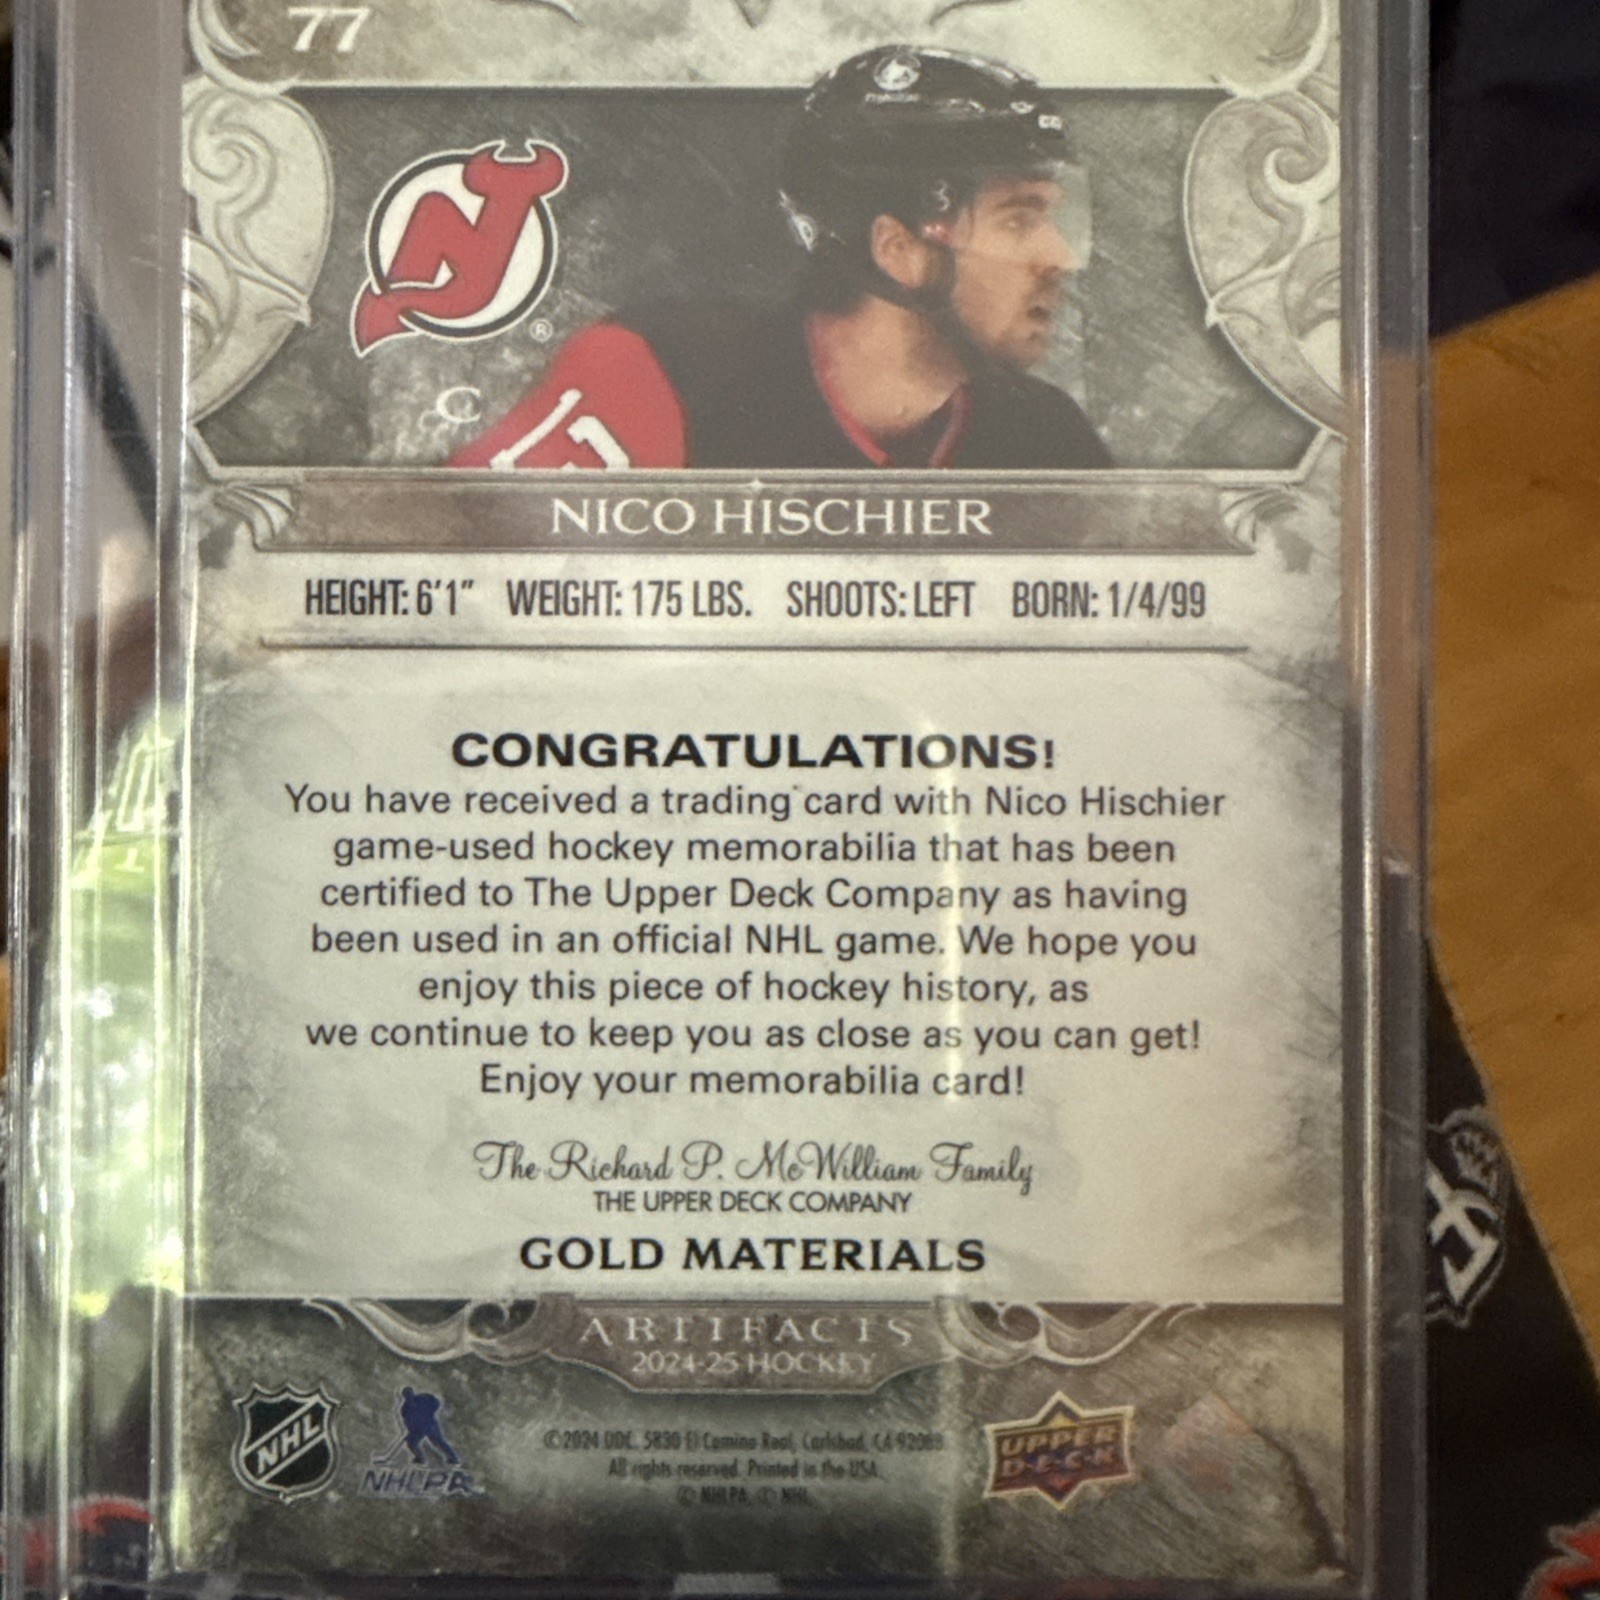 77
®
C
13
NICO HISCHIER
HEIGHT: 6'1" WEIGHT: 175 LBS. SHOOTS: LEFT BORN: 1/4/99
CONGRATULATIONS!
You have received a trading card with Nico Hischier
game-used hockey memorabilia that has been
certified to The Upper Deck Company as having
been used in an official NHL game. We hope you
enjoy this piece of hockey history, as
we continue to keep you as close as you can get!
Enjoy your memorabilia card!
The Richard P. McWilliam Family
THE UPPER DECK COMPANY
GOLD MATERIALS
ARTIFACTS
2024-25 HOCKEY
NHL
NHLPA
©2024 UDC. 5830 El Camino Real, Carlsbad, CA 92008
All rights reserved. Printed in the USA.
© NHLPA. © NHL
UPPER
DECK